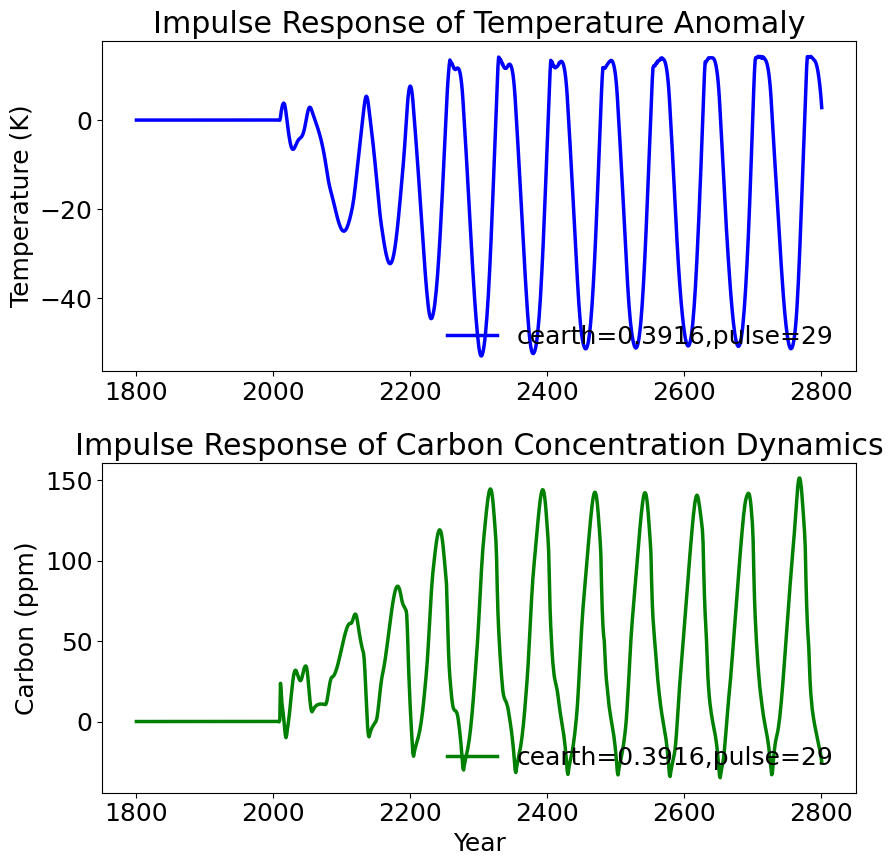 Impulse Response of Temperature Anomaly
Temperature (K)
0
−20
−40
cearth=0.3916,pulse=29
1800 2000 2200 2400 2600 2800
Impulse Response of Carbon Concentration Dynamics
Carbon (ppm)
150
100
50
0
cearth=0.3916,pulse=29
1800 2000 2200 2400 2600 2800
Year